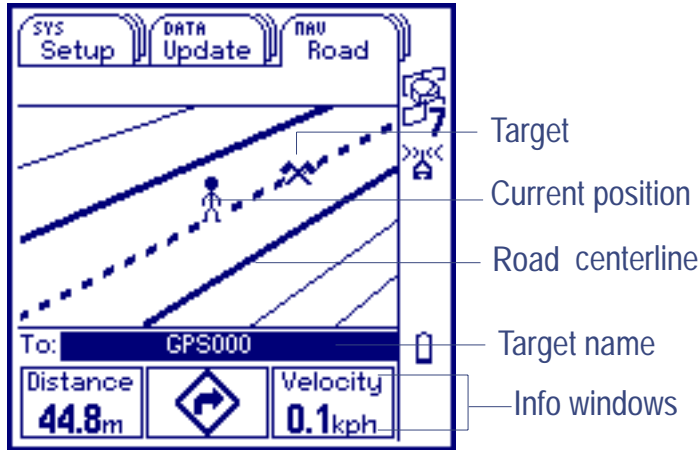 SYS
Setup
DATA
Update
NAV
Road
7
Target
Current position
Road centerline
To: GPS000
Target name
Distance
44.8m
Velocity
0.1kph
Info windows